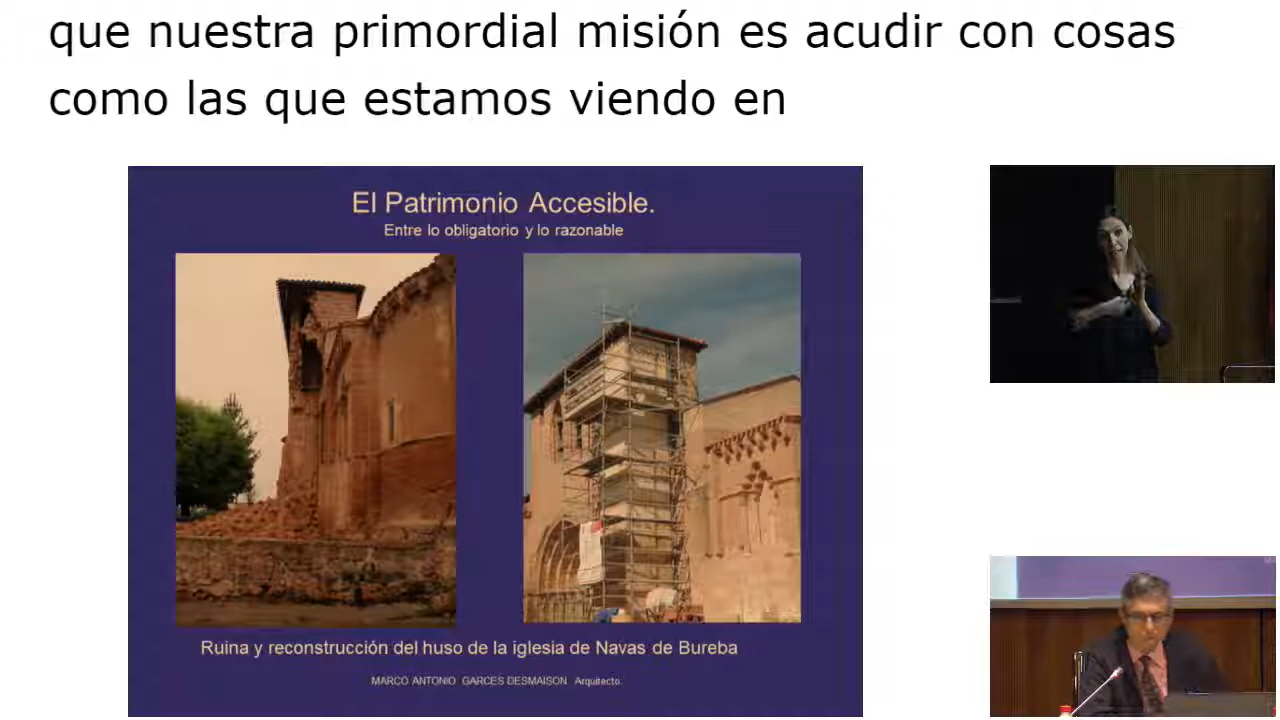 que nuestra primordial misión es acudir con cosas
como las que estamos viendo en
El Patrimonio Accesible.
Entre lo obligatorio y lo razonable
Ruina y reconstrucción del huso de la iglesia de Navas de Bureba
MARCO ANTONIO GARCES DESMAISON Arquitecto.